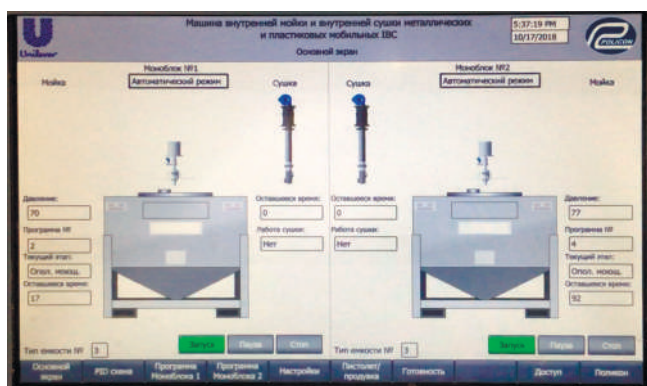 Машина внутренней мойки и внутренней сушки металлических
и пластиковых мобильных IBC
Основной экран
5:37:19 PM
10/17/2018
Unilever
POLICON
Мойка
Моноблок №1
Автоматический режим
Сушка
Сушка
Моноблок №2
Автоматический режим
Мойка
Давление:
70
Программа №
2
Текущий этап:
Опол. моющ.
Оставшееся время:
17
Оставшееся время:
0
Работа сушки:
Нет
Оставшееся время:
0
Работа сушки:
Нет
Давление:
77
Программа №
4
Текущий этап:
Опол. моющ.
Оставшееся время:
92
Тип емкости № 3
Запуск Пауза Стоп
Тип емкости № 3
Запуск Пауза Стоп
Основной экран
PID схема
Программа Моноблока 1
Программа Моноблока 2
Настройки
Пистолет/ продувка
Готовность
Доступ
Поликон